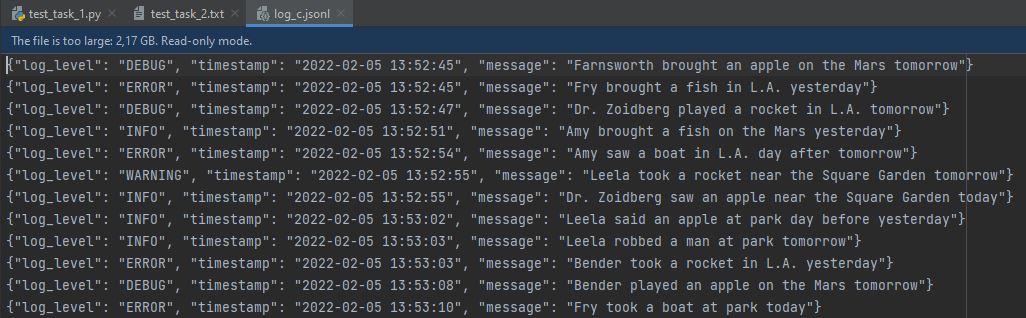 test_task_1.py test_task_2.txt log_c.jsonl
The file is too large: 2,17 GB. Read-only mode.
{"log_level": "DEBUG", "timestamp": "2022-02-05 13:52:45", "message": "Farnsworth brought an apple on the Mars tomorrow"}
{"log_level": "ERROR", "timestamp": "2022-02-05 13:52:45", "message": "Fry brought a fish in L.A. yesterday"}
{"log_level": "DEBUG", "timestamp": "2022-02-05 13:52:47", "message": "Dr. Zoidberg played a rocket in L.A. tomorrow"}
{"log_level": "INFO", "timestamp": "2022-02-05 13:52:51", "message": "Amy brought a fish on the Mars yesterday"}
{"log_level": "ERROR", "timestamp": "2022-02-05 13:52:54", "message": "Amy saw a boat in L.A. day after tomorrow"}
{"log_level": "WARNING", "timestamp": "2022-02-05 13:52:55", "message": "Leela took a rocket near the Square Garden tomorrow"}
{"log_level": "INFO", "timestamp": "2022-02-05 13:52:55", "message": "Dr. Zoidberg saw an apple near the Square Garden today"}
{"log_level": "INFO", "timestamp": "2022-02-05 13:53:02", "message": "Leela said an apple at park day before yesterday"}
{"log_level": "INFO", "timestamp": "2022-02-05 13:53:03", "message": "Leela robbed a man at park tomorrow"}
{"log_level": "ERROR", "timestamp": "2022-02-05 13:53:03", "message": "Bender took a rocket in L.A. yesterday"}
{"log_level": "DEBUG", "timestamp": "2022-02-05 13:53:08", "message": "Bender played an apple on the Mars tomorrow"}
{"log_level": "ERROR", "timestamp": "2022-02-05 13:53:10", "message": "Fry took a boat at park today"}